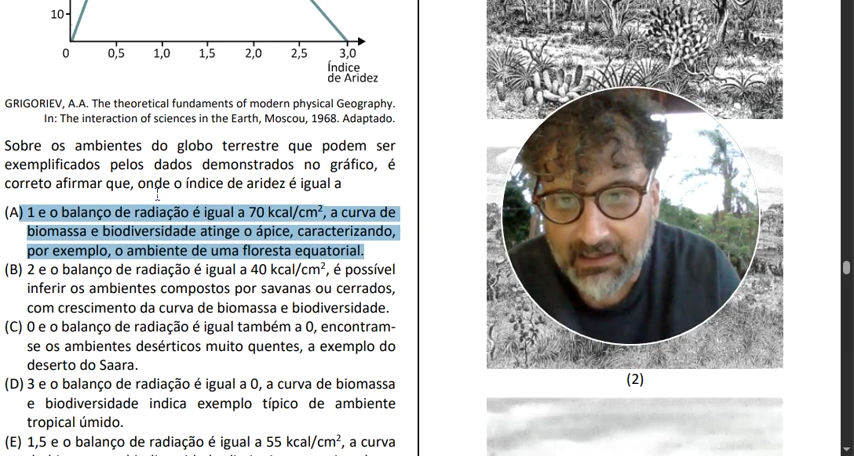 10
0
0,5
1,0
1,5
2,0
2,5
3,0
Índice
de Aridez
GRIGORIEV, A.A. The theoretical fundaments of modern physical Geography.
In: The interaction of sciences in the Earth, Moscou, 1968. Adaptado.
Sobre os ambientes do globo terrestre que podem ser
exemplificados pelos dados demonstrados no gráfico, é
correto afirmar que, onde o índice de aridez é igual a
(A) 1 e o balanço de radiação é igual a 70 kcal/cm², a curva de
biomassa e biodiversidade atinge o ápice, caracterizando,
por exemplo, o ambiente de uma floresta equatorial.
(B) 2 e o balanço de radiação é igual a 40 kcal/cm², é possível
inferir os ambientes compostos por savanas ou cerrados,
com crescimento da curva de biomassa e biodiversidade.
(C) 0 e o balanço de radiação é igual também a 0, encontram-
se os ambientes desérticos muito quentes, a exemplo do
deserto do Saara.
(D) 3 e o balanço de radiação é igual a 0, a curva de biomassa
e biodiversidade indica exemplo típico de ambiente
tropical úmido.
(E) 1,5 e o balanço de radiação é igual a 55 kcal/cm², a curva
(2)